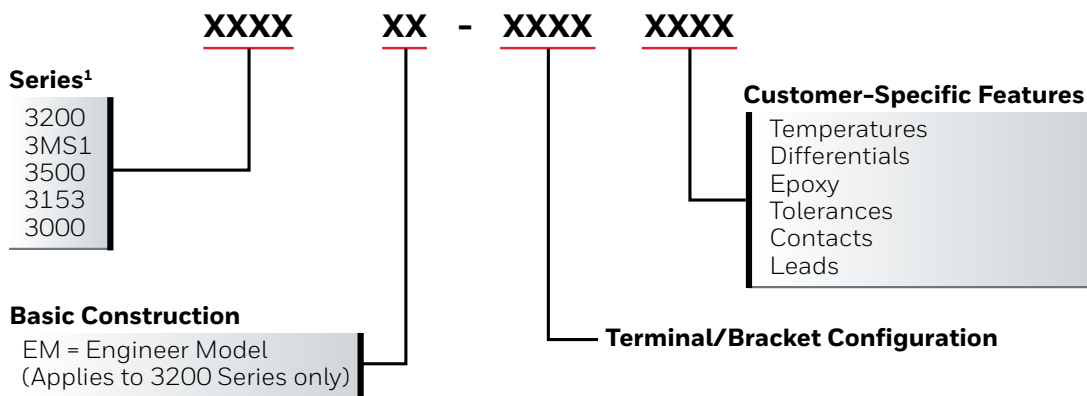 XXXX XX - XXXX XXXX
Series¹
3200
3MS1
3500
3153
3000
Customer-Specific Features
Temperatures
Differentials
Epoxy
Tolerances
Contacts
Leads
Basic Construction
EM = Engineer Model
(Applies to 3200 Series only)
Terminal/Bracket Configuration